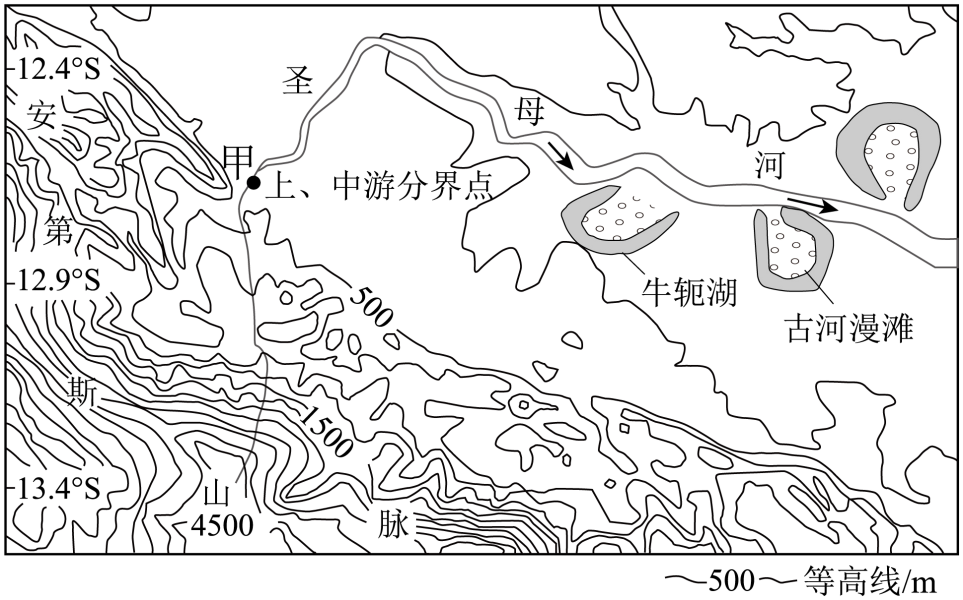 12.4°S
圣
母
安
甲
河
上、中游分界点
第
12.9°S
牛轭湖
500
古河漫滩
斯
1500
13.4°S
山
4500
脉
500 等高线/m